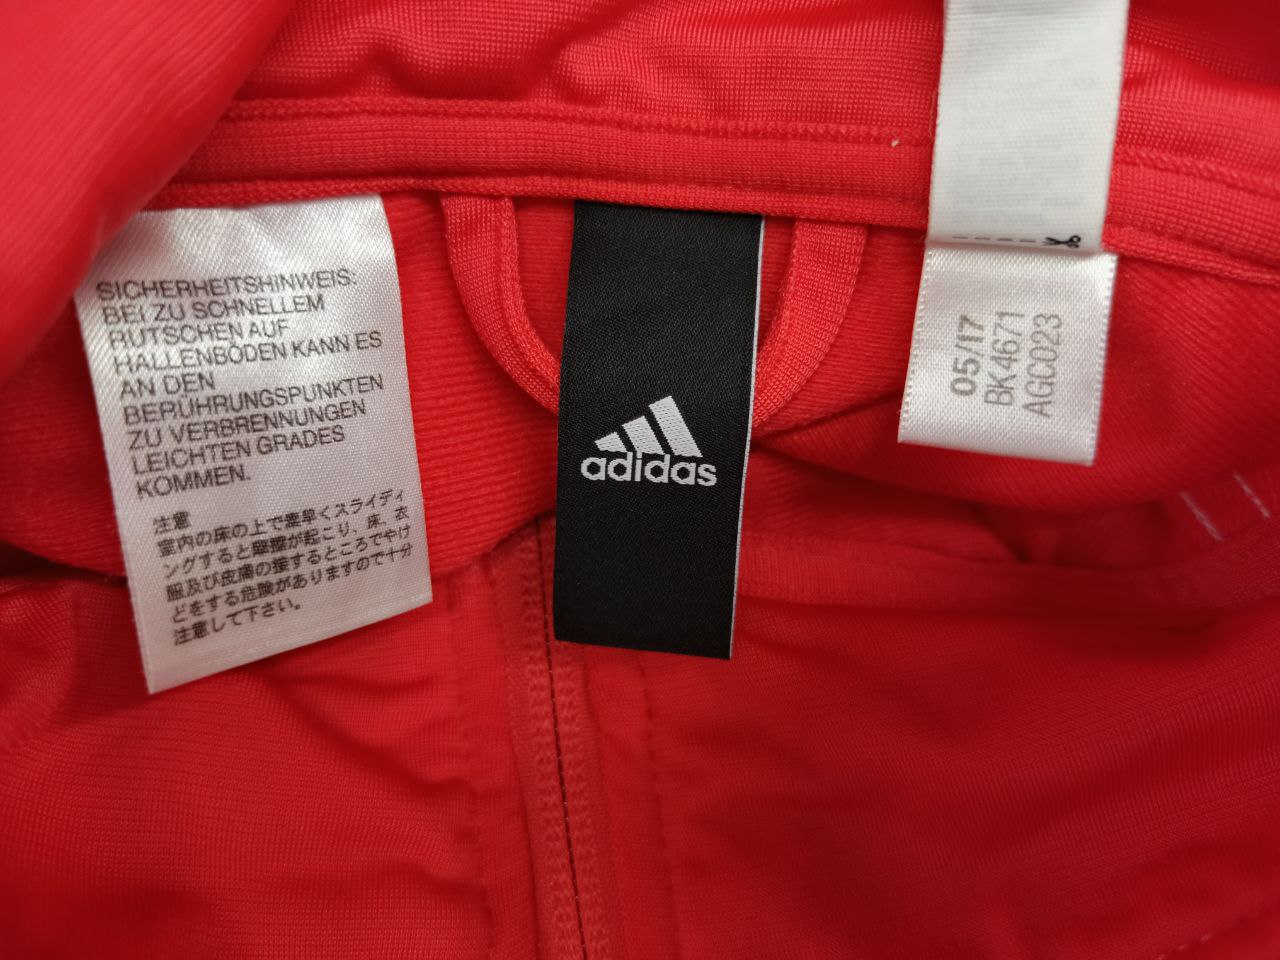 SICHERHEITSHINWEIS:
BEI ZU SCHNELLEM
RUTSCHEN AUF
HALLENBÖDEN KANN ES
AN DEN
BERÜHRUNGSPUNKTEN
ZU VERBRENNUNGEN
LEICHTEN GRADES
KOMMEN.
注意
室内の床の上で素早くスライディ
ングすると摩擦が起こり、床、衣
服及び皮膚の接するところでやけ
どをする危険がありますので十分
注意して下さい。
adidas
05/17
BK4671
AGC023